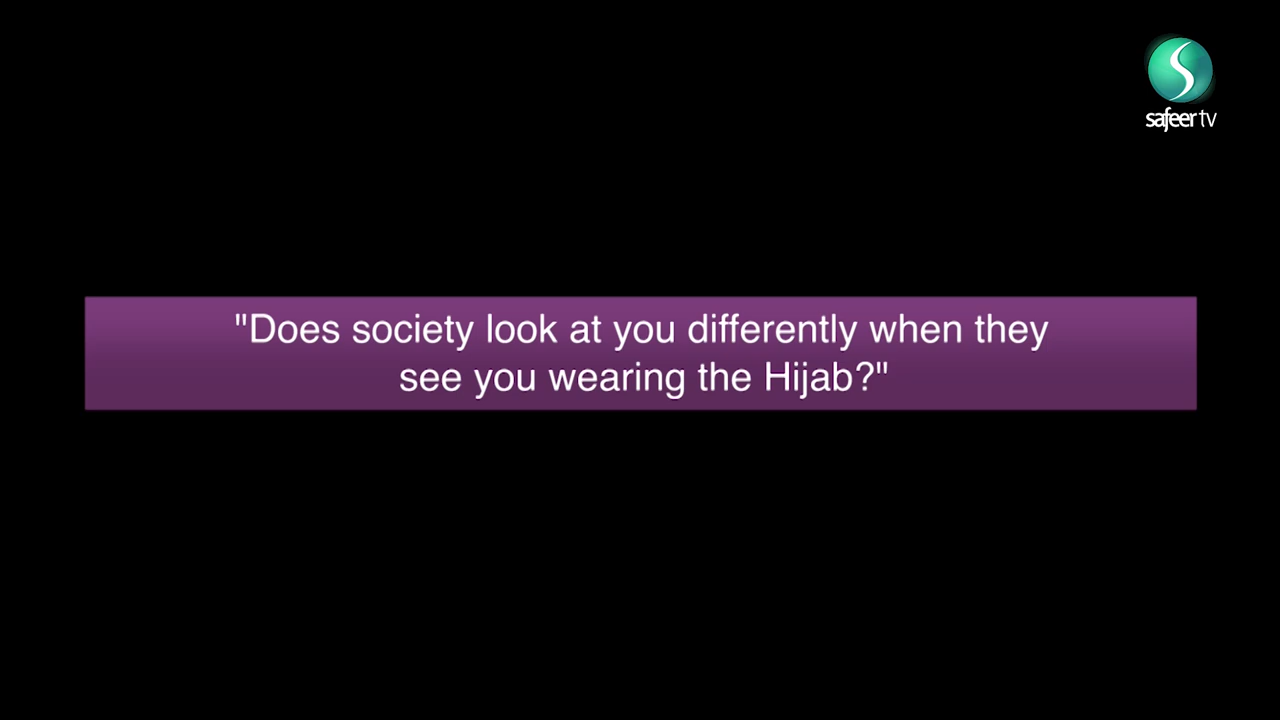 safeer tv
"Does society look at you differently when they
see you wearing the Hijab?"